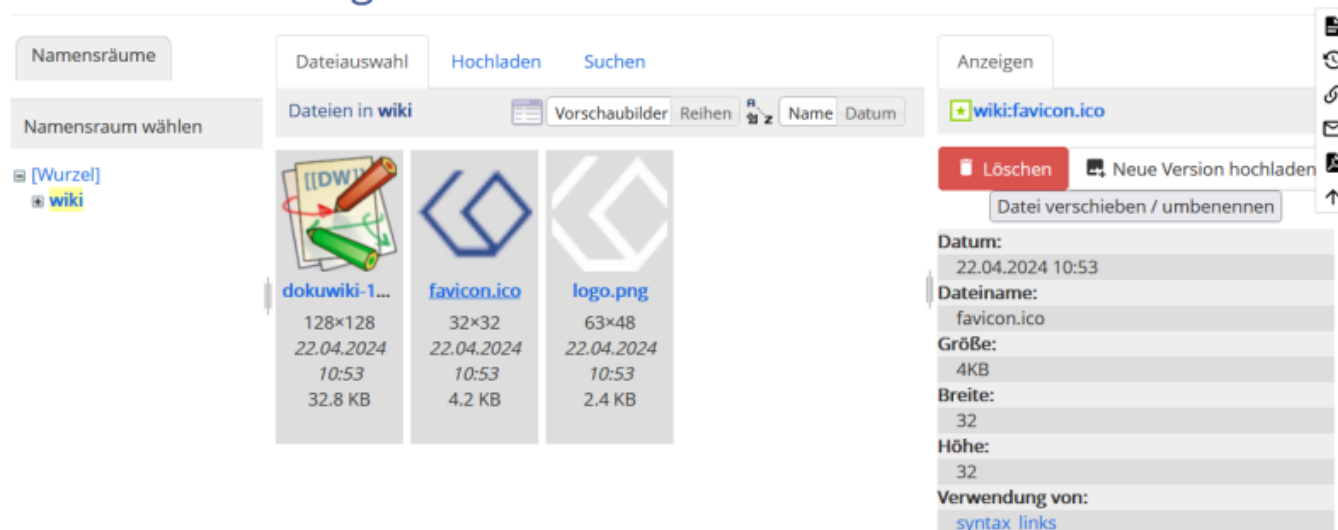 Namensräume
Namensraum wählen
[Wurzel]
wiki
Dateiauswahl Hochladen Suchen
Dateien in wiki Vorschaubilder Reihen Name Datum
[[DW]]
dokuwiki-1... favicon.ico logo.png
128×128 32×32 63×48
22.04.2024 22.04.2024 22.04.2024
10:53 10:53 10:53
32.8 KB 4.2 KB 2.4 KB
Anzeigen
wiki:favicon.ico
Löschen Neue Version hochladen
Datei verschieben / umbenennen
Datum:
22.04.2024 10:53
Dateiname:
favicon.ico
Größe:
4KB
Breite:
32
Höhe:
32
Verwendung von:
syntax_links